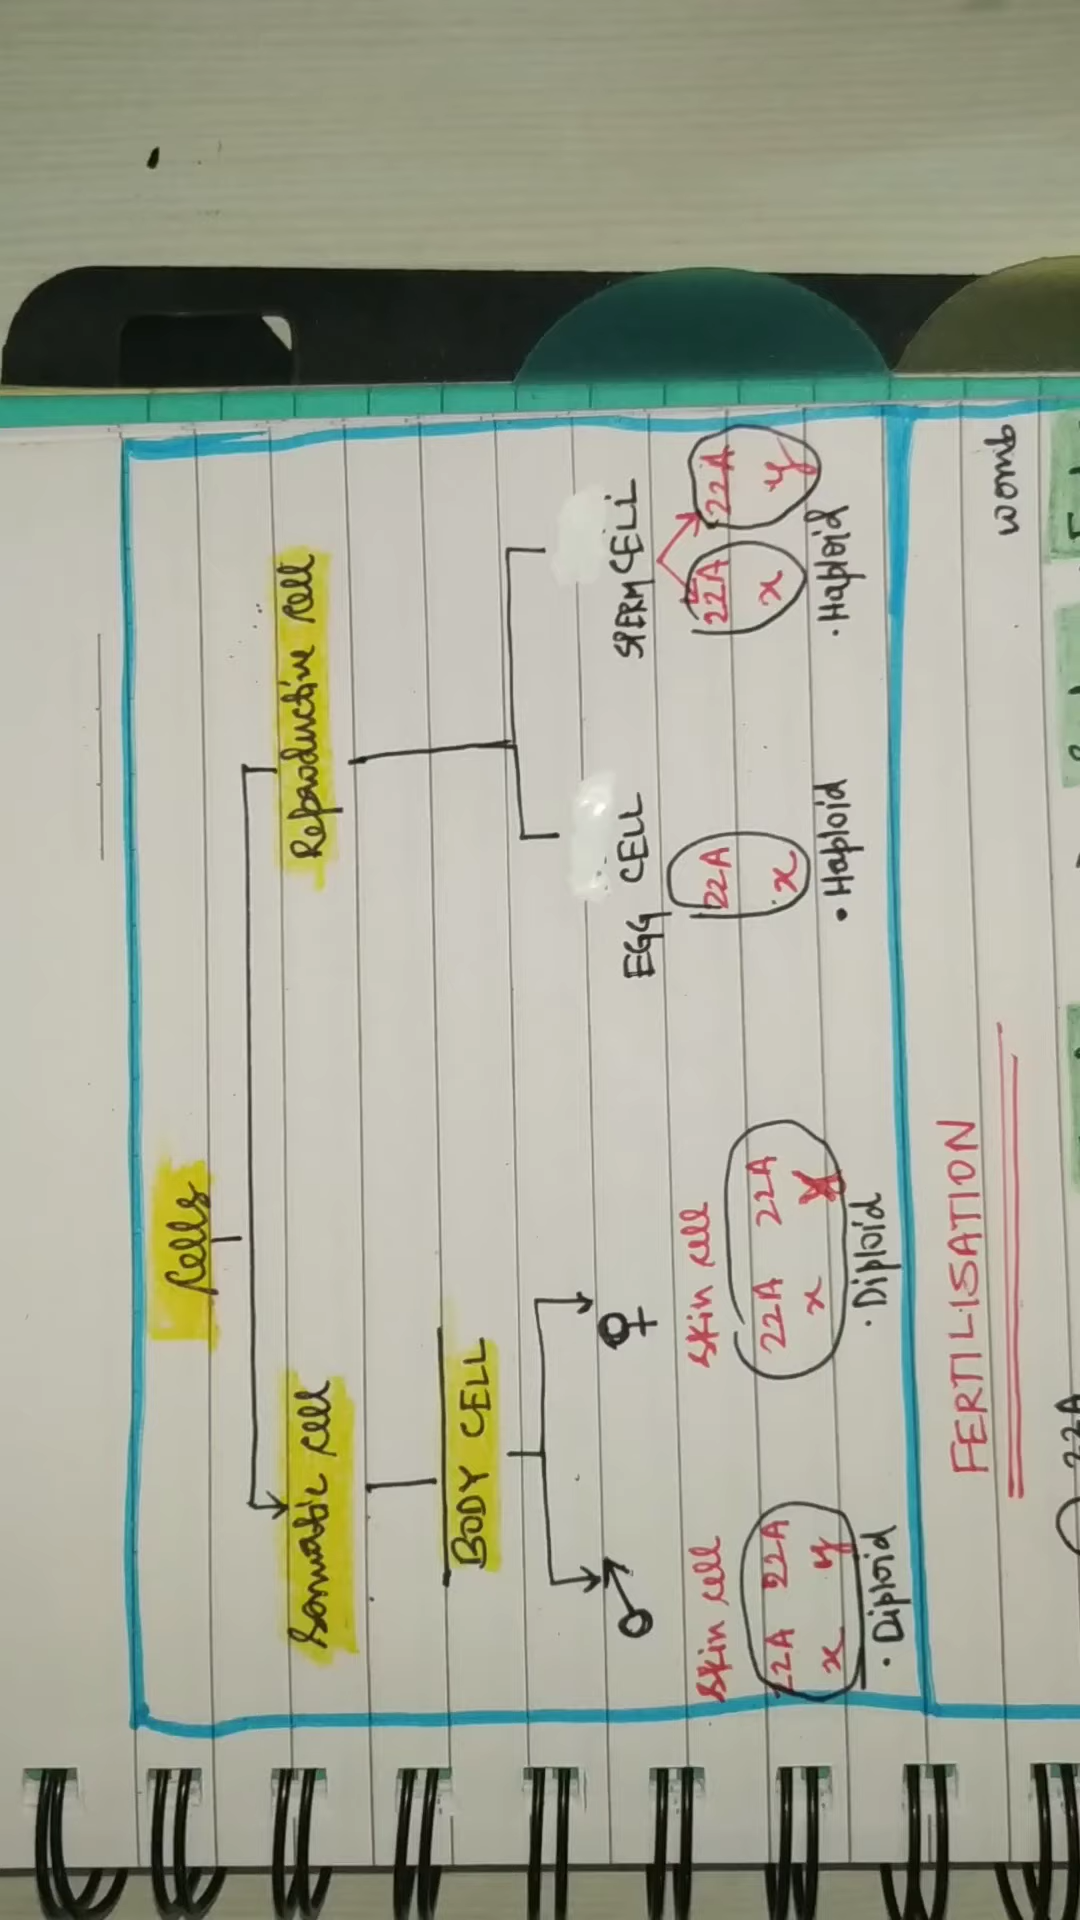 Cells
Somatic cell
Reproductive cell
BODY CELL
♂
♀
EGG CELL
SPERM CELL
Skin cell
22A 22A
x y
• Diploid
Skin cell
22A 22A
x
• Diploid
22A
x
• Haploid
22A
x
22A
y
• Haploid
FERTILISATION
womb
22A